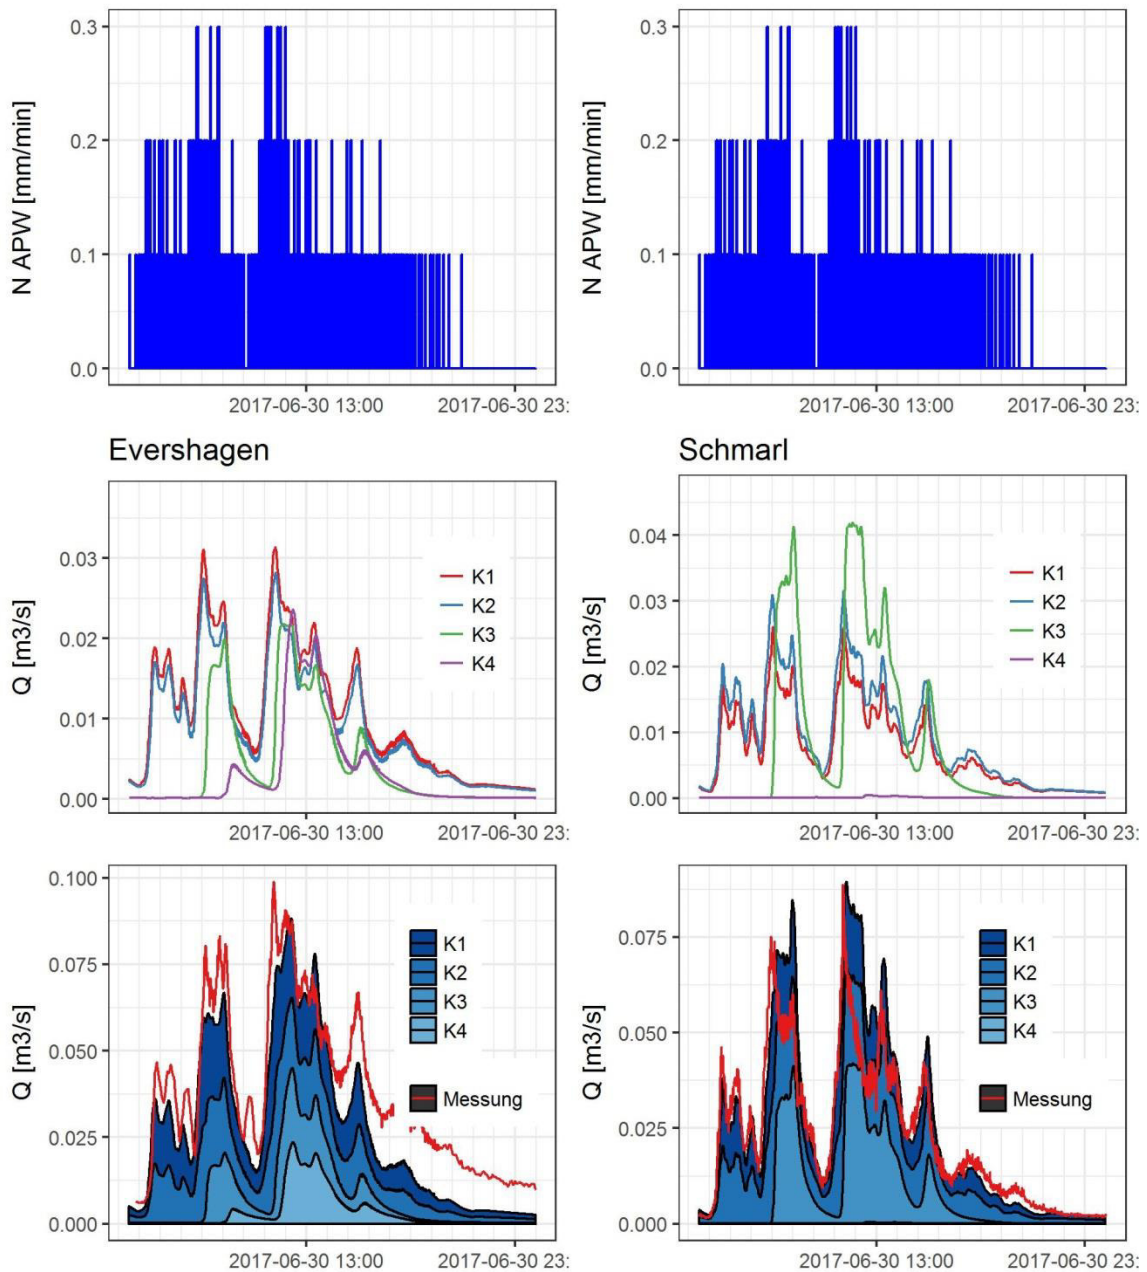 N APW [mm/min]
0.3
0.2
0.1
0.0
2017-06-30 13:00
2017-06-30 23:
N APW [mm/min]
0.3
0.2
0.1
0.0
2017-06-30 13:00
2017-06-30 23:
Evershagen
Q [m3/s]
0.03
0.02
0.01
0.00
K1
K2
K3
K4
2017-06-30 13:00
2017-06-30 23:
Schmarl
Q [m3/s]
0.04
0.03
0.02
0.01
0.00
K1
K2
K3
K4
2017-06-30 13:00
2017-06-30 23:
Q [m3/s]
0.100
0.075
0.050
0.025
0.000
K1
K2
K3
K4
Messung
2017-06-30 13:00
2017-06-30 23:
Q [m3/s]
0.075
0.050
0.025
0.000
K1
K2
K3
K4
Messung
2017-06-30 13:00
2017-06-30 23: